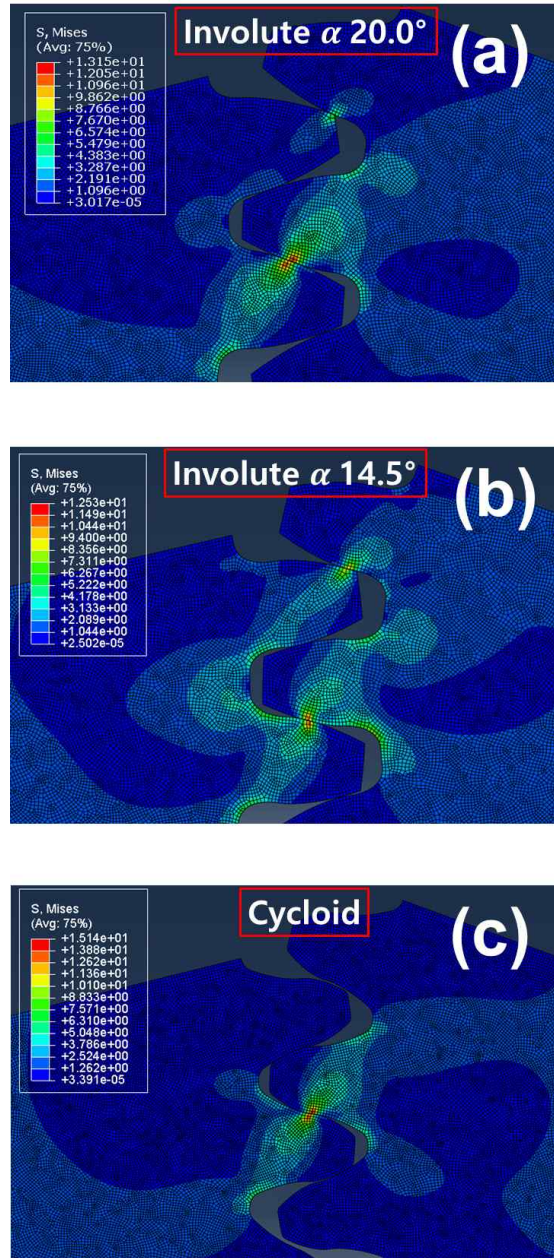 Involute α 20.0°
(a)
S, Mises
(Avg: 75%)
+1.315e+01
+1.205e+01
+1.096e+01
+9.862e+00
+8.766e+00
+7.670e+00
+6.574e+00
+5.479e+00
+4.383e+00
+3.287e+00
+2.191e+00
+1.096e+00
+3.017e-05
Involute α 14.5°
(b)
S, Mises
(Avg: 75%)
+1.253e+01
+1.149e+01
+1.044e+01
+9.400e+00
+8.356e+00
+7.311e+00
+6.267e+00
+5.222e+00
+4.178e+00
+3.133e+00
+2.089e+00
+1.044e+00
+2.502e-05
Cycloid
(c)
S, Mises
(Avg: 75%)
+1.514e+01
+1.388e+01
+1.262e+01
+1.136e+01
+1.010e+01
+8.833e+00
+7.571e+00
+6.310e+00
+5.048e+00
+3.786e+00
+2.524e+00
+1.262e+00
+3.391e-05